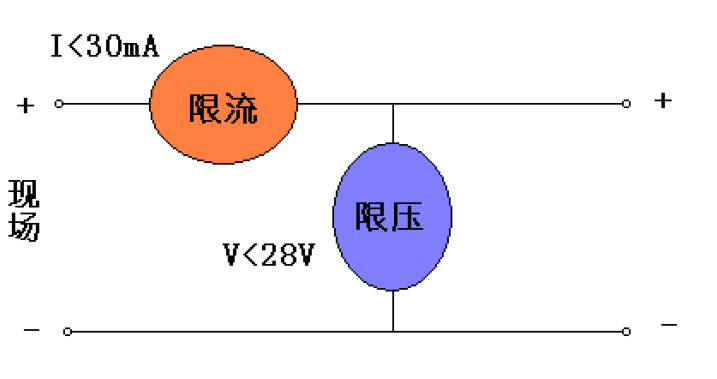 I<30mA
+
限流
+
现场
限压
V<28V
－
－